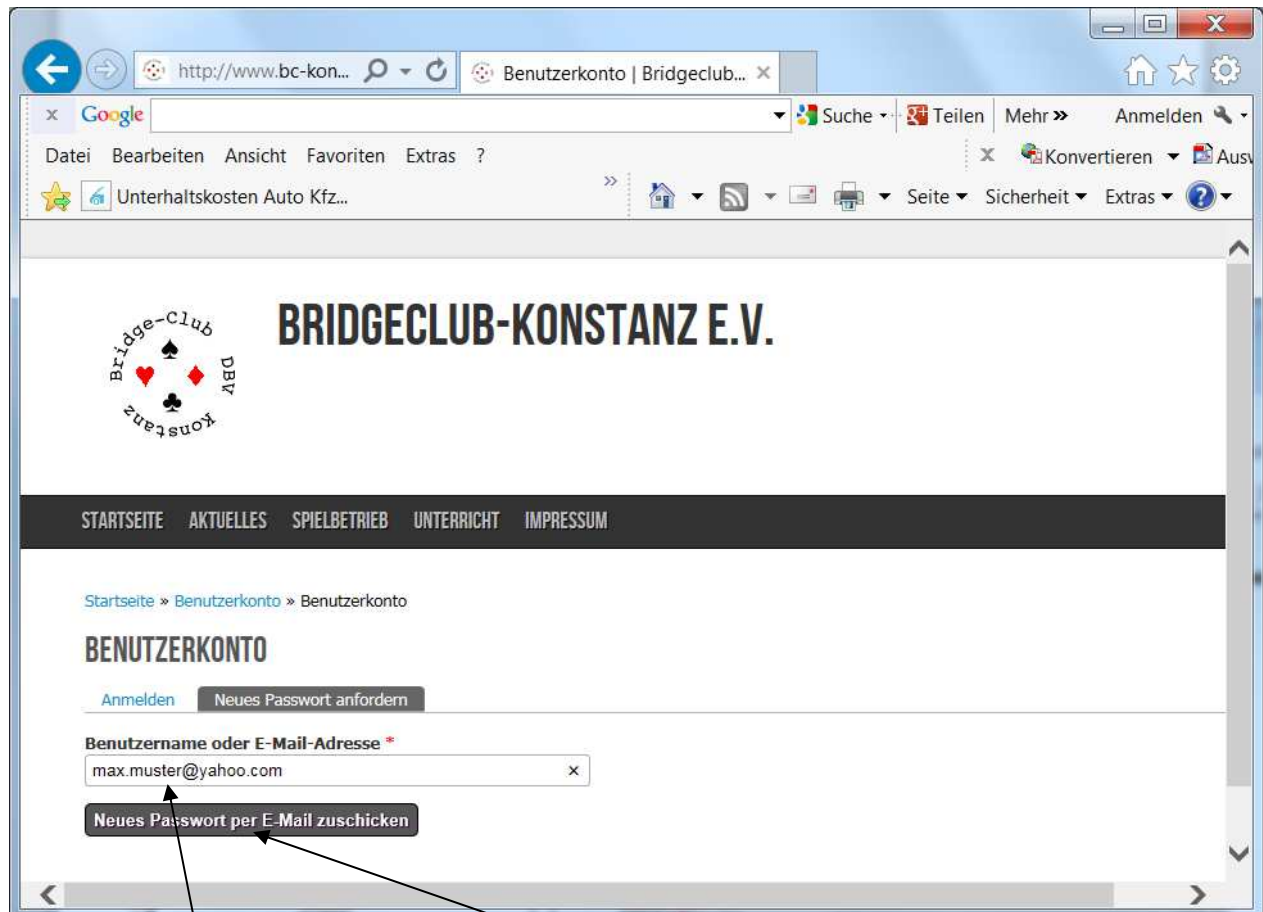 http://www.bc-kon... Benutzerkonto | Bridgeclub...
x Google Suche Teilen Mehr » Anmelden
Datei Bearbeiten Ansicht Favoriten Extras ? x Konvertieren Ausw
Unterhaltskosten Auto Kfz... » Seite Sicherheit Extras ?
Bridge-Club DBV Konstanz
BRIDGECLUB-KONSTANZ E.V.
STARTSEITE AKTUELLES SPIELBETRIEB UNTERRICHT IMPRESSUM
Startseite » Benutzerkonto » Benutzerkonto
BENUTZERKONTO
Anmelden Neues Passwort anfordern
Benutzername oder E-Mail-Adresse *
max.muster@yahoo.com ×
Neues Passwort per E-Mail zuschicken